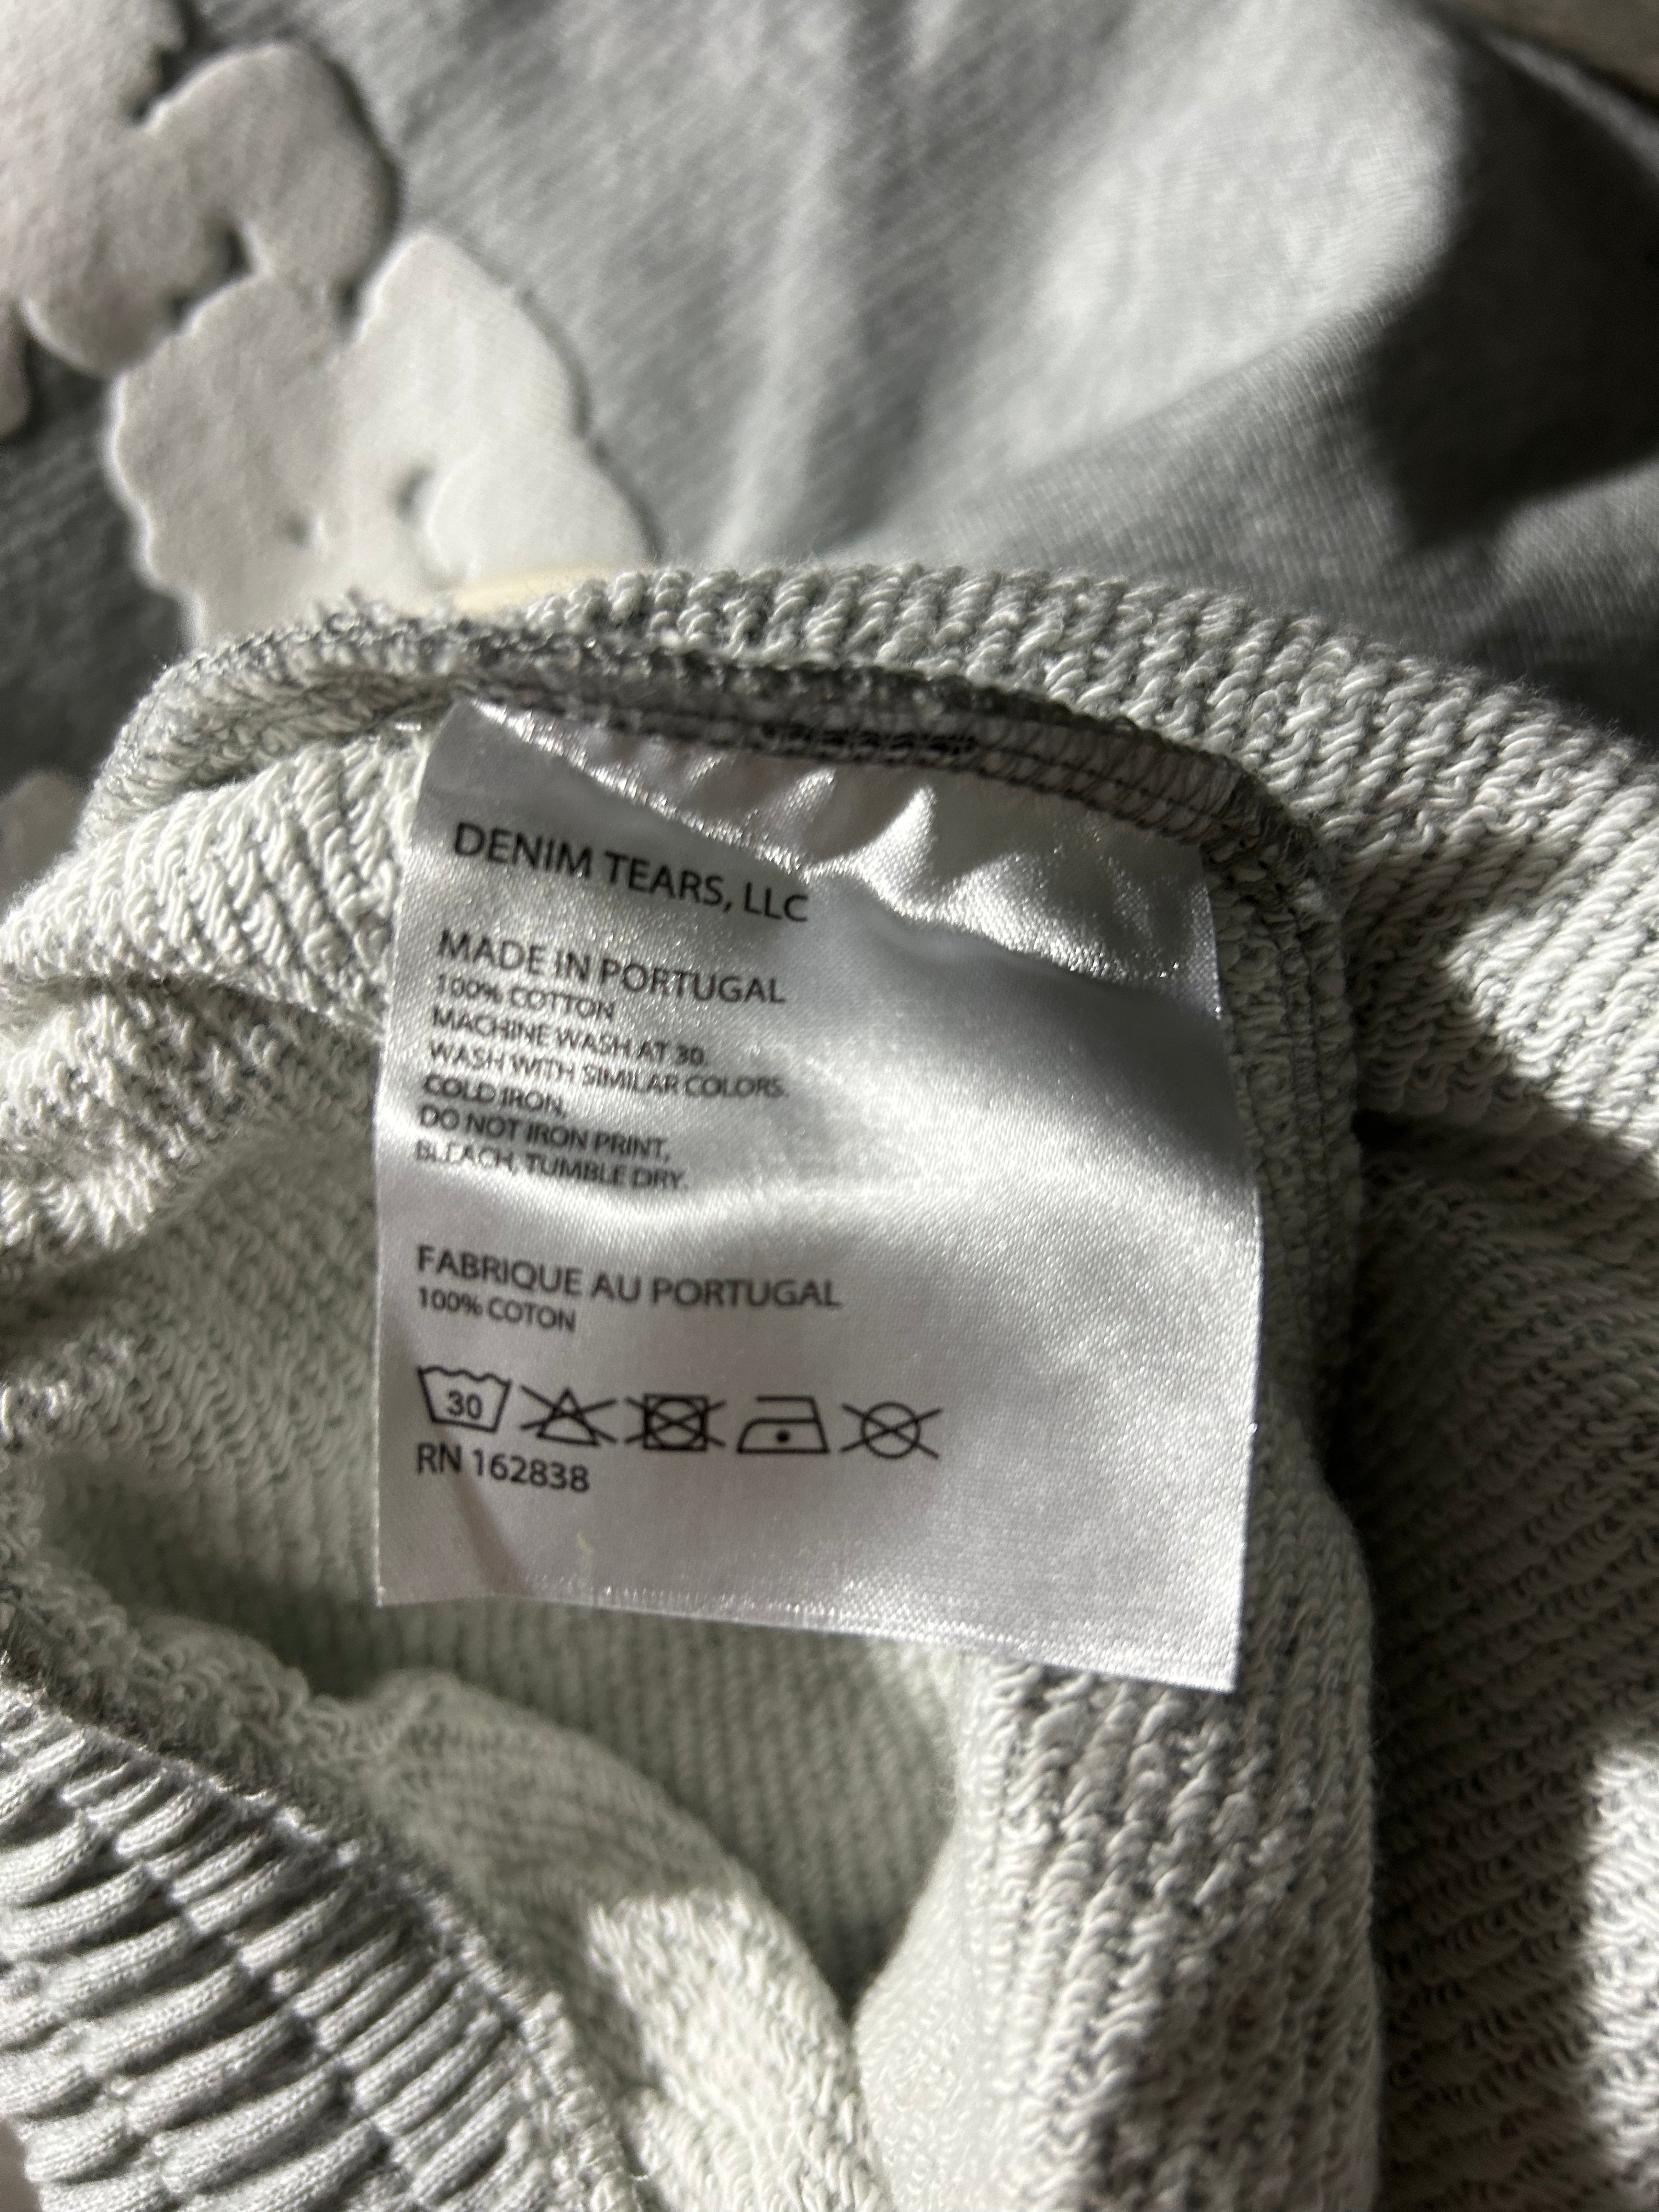 DENIM TEARS, LLC
MADE IN PORTUGAL
100% COTTON
MACHINE WASH AT 30.
WASH WITH SIMILAR COLORS.
COLD IRON,
DO NOT IRON PRINT,
BLEACH, TUMBLE DRY.
FABRIQUE AU PORTUGAL
100% COTON
30
RN 162838